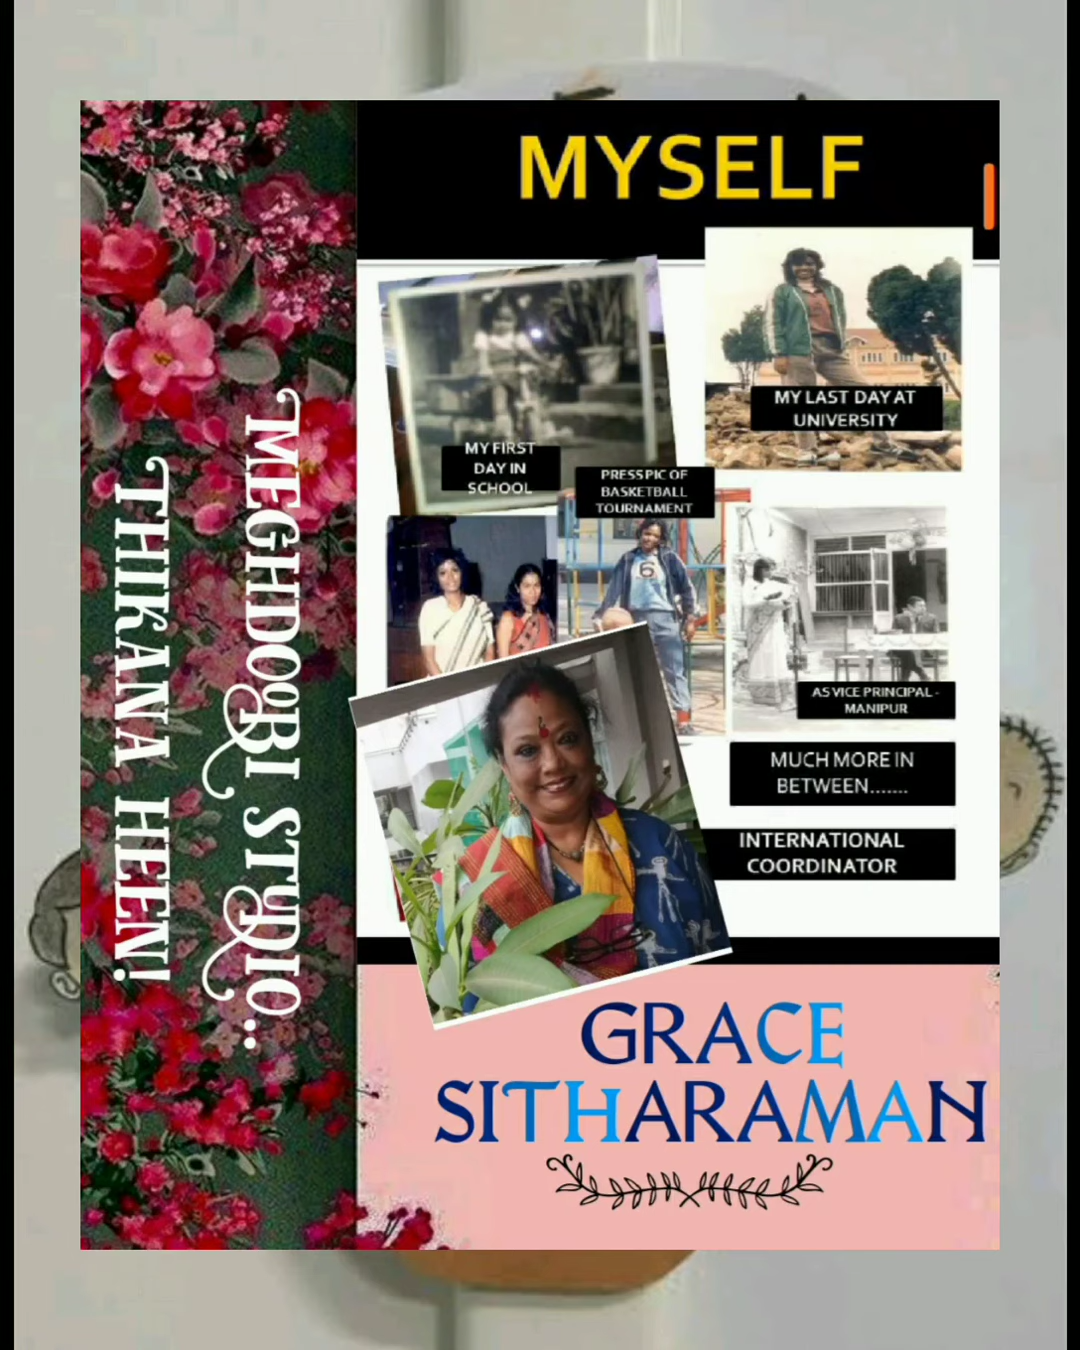 MYSELF
MY FIRST
DAY IN
SCHOOL
MY LAST DAY AT
UNIVERSITY
PRESS PIC OF
BASKETBALL
TOURNAMENT
6
AS VICE PRINCIPAL -
MANIPUR
MUCH MORE IN
BETWEEN.......
INTERNATIONAL
COORDINATOR
MEGHDOOBI STUDIO..
THIKANA HEEN!
GRACE
SITHARAMAN